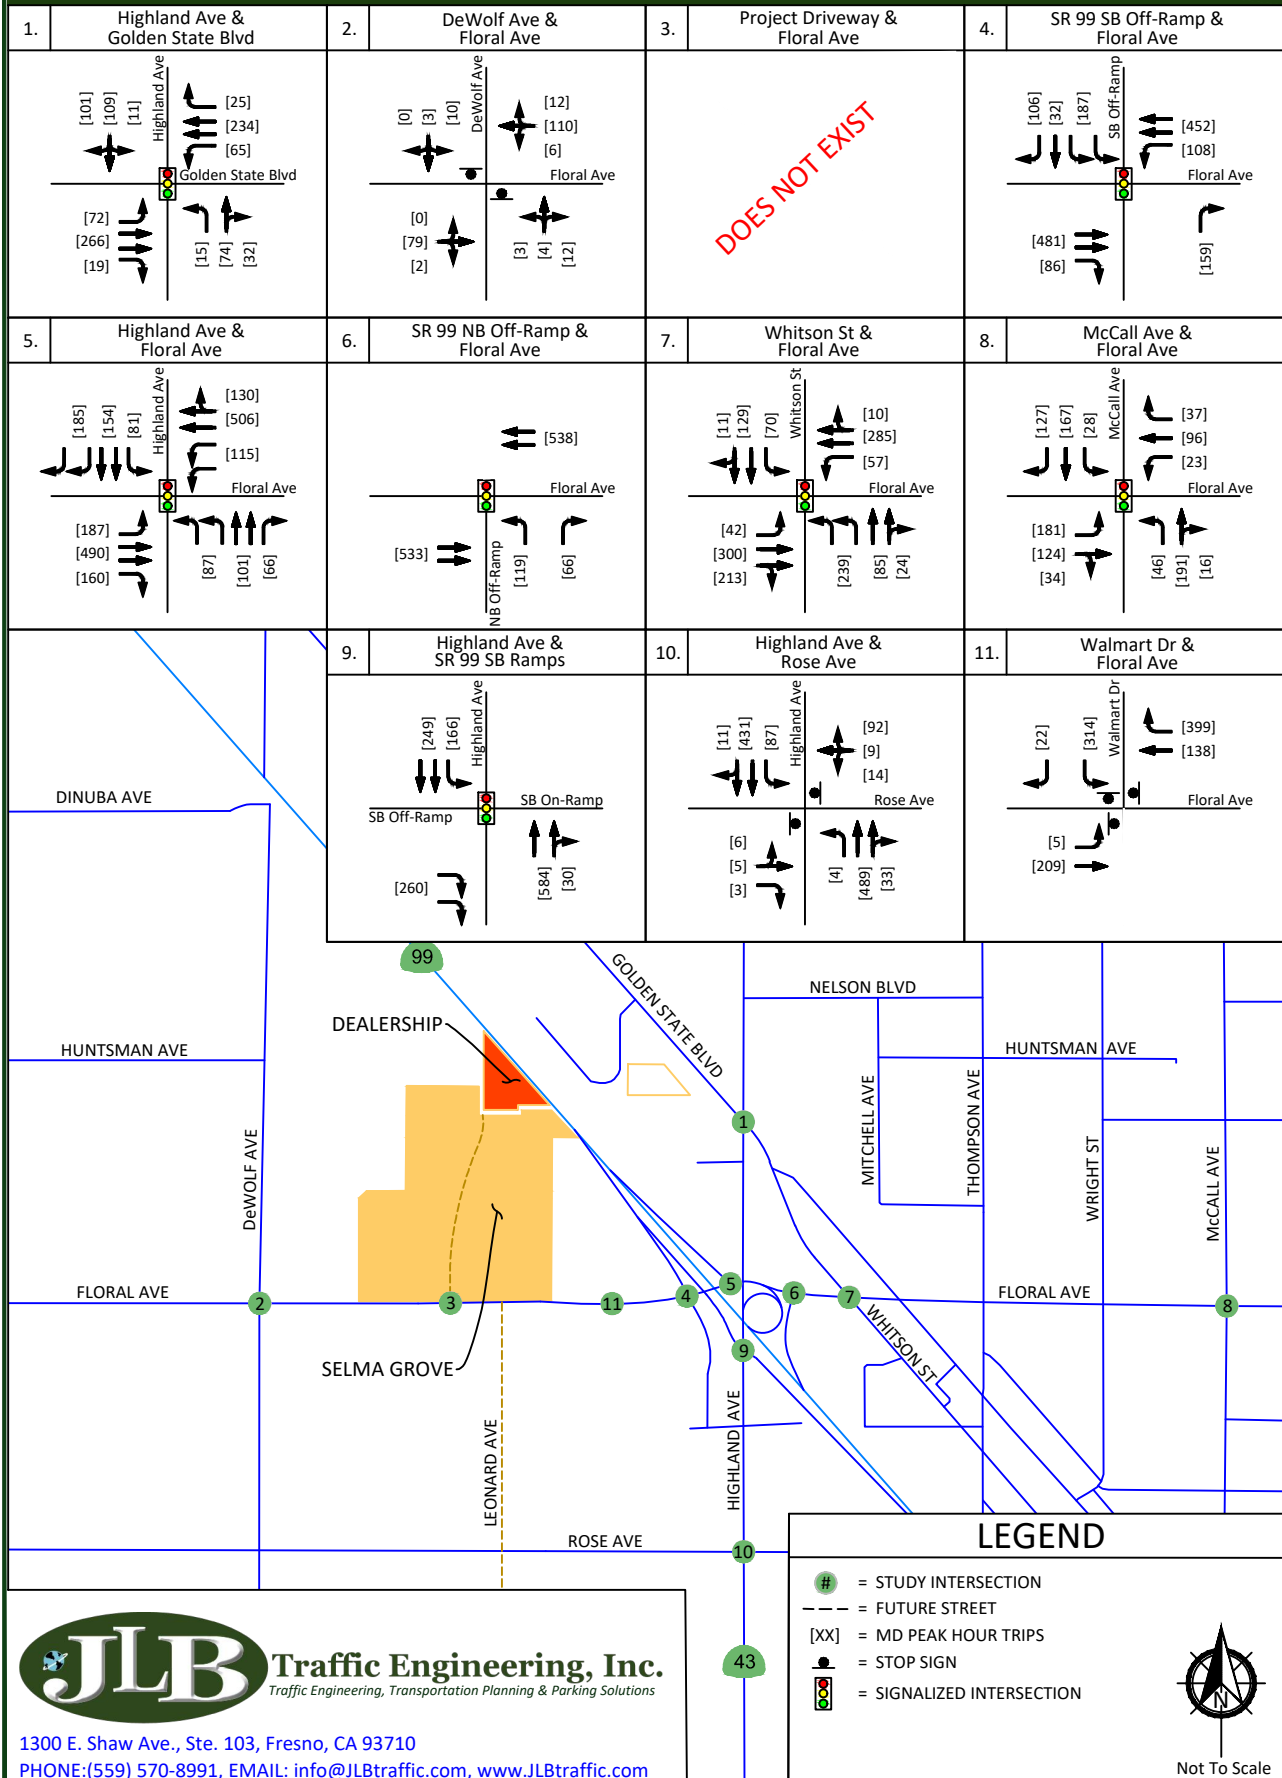 1.
Highland Ave &
Golden State Blvd
[101]
[109]
[11]
Highland Ave
[25]
[234]
[65]
Golden State Blvd
[72]
[266]
[19]
[15]
[74]
[32]
2.
DeWolf Ave &
Floral Ave
[0]
[3]
[10]
DeWolf Ave
[12]
[110]
[6]
Floral Ave
[0]
[79]
[2]
[3]
[4]
[12]
3.
Project Driveway &
Floral Ave
DOES NOT EXIST
4.
SR 99 SB Off-Ramp &
Floral Ave
[106]
[32]
[187]
SB Off-Ramp
[452]
[108]
Floral Ave
[481]
[86]
[159]
5.
Highland Ave &
Floral Ave
[185]
[154]
[81]
Highland Ave
[130]
[506]
[115]
Floral Ave
[187]
[490]
[160]
[87]
[101]
[66]
6.
SR 99 NB Off-Ramp &
Floral Ave
[538]
Floral Ave
[533]
NB Off-Ramp
[119]
[66]
7.
Whitson St &
Floral Ave
[11]
[129]
[70]
Whitson St
[10]
[285]
[57]
Floral Ave
[42]
[300]
[213]
[239]
[85]
[24]
8.
McCall Ave &
Floral Ave
[127]
[167]
[28]
McCall Ave
[37]
[96]
[23]
Floral Ave
[181]
[124]
[34]
[46]
[191]
[16]
9.
Highland Ave &
SR 99 SB Ramps
[249]
[166]
Highland Ave
SB On-Ramp
SB Off-Ramp
[260]
[584]
[30]
10.
Highland Ave &
Rose Ave
[11]
[431]
[87]
Highland Ave
[92]
[9]
[14]
Rose Ave
[6]
[5]
[3]
[4]
[489]
[33]
11.
Walmart Dr &
Floral Ave
[22]
[314]
Walmart Dr
[399]
[138]
Floral Ave
[5]
[209]
DINUBA AVE
99
GOLDEN STATE BLVD
NELSON BLVD
DEALERSHIP
HUNTSMAN AVE
HUNTSMAN AVE
MITCHELL AVE
THOMPSON AVE
WRIGHT ST
McCALL AVE
DeWOLF AVE
1
FLORAL AVE
2
3
11
4
5
6
7
FLORAL AVE
8
9
WHITSON ST
SELMA GROVE
LEONARD AVE
HIGHLAND AVE
ROSE AVE
10
43
LEGEND
# = STUDY INTERSECTION
= FUTURE STREET
[XX] = MD PEAK HOUR TRIPS
= STOP SIGN
= SIGNALIZED INTERSECTION
N
Not To Scale
JLB Traffic Engineering, Inc.
Traffic Engineering, Transportation Planning & Parking Solutions
1300 E. Shaw Ave., Ste. 103, Fresno, CA 93710
PHONE:(559) 570-8991, EMAIL: info@JLBtraffic.com, www.JLBtraffic.com